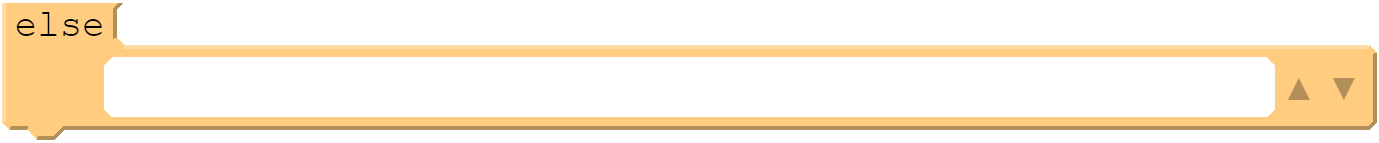 else
▲ ▼